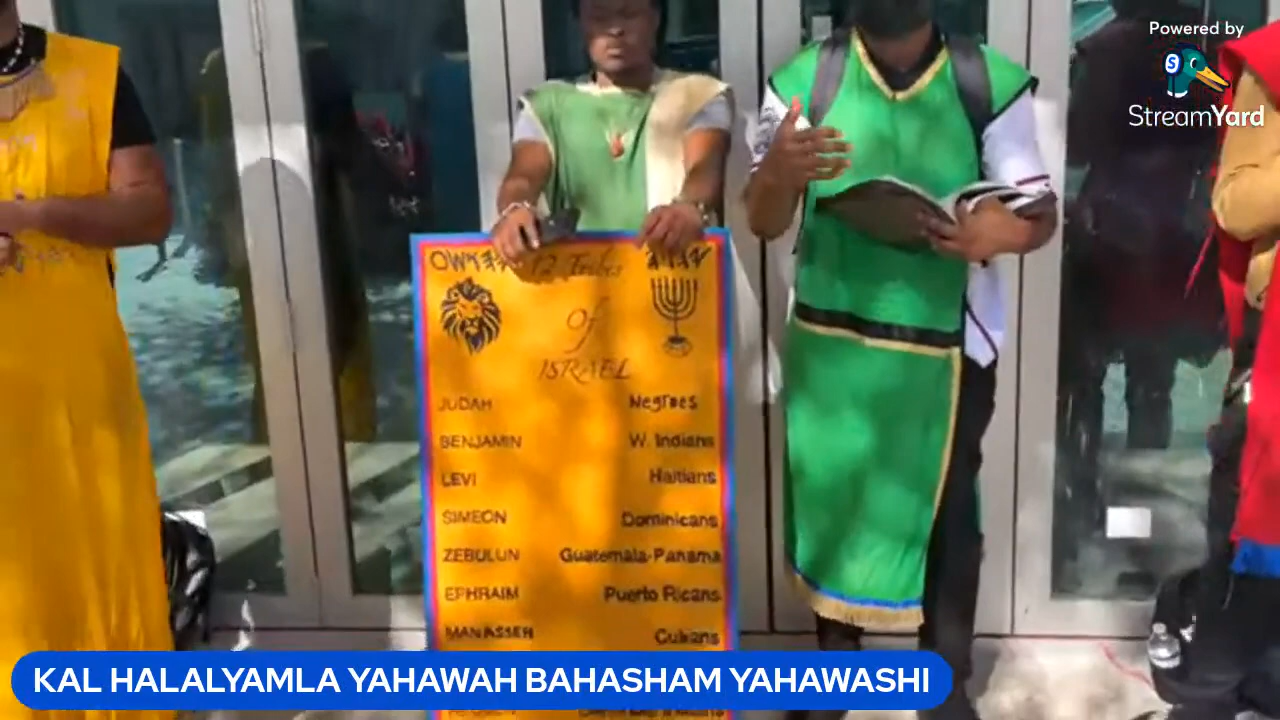 Powered by
StreamYard
12 Tribes
Of
ISRAEL
JUDAH Negroes
BENJAMIN W. Indians
LEVI Haitians
SIMEON Dominicans
ZEBULUN Guatemala-Panama
EPHRAIM Puerto Ricans
MANASSEH Cubans
KAL HALALYAMLA YAHAWAH BAHASHAM YAHAWASHI